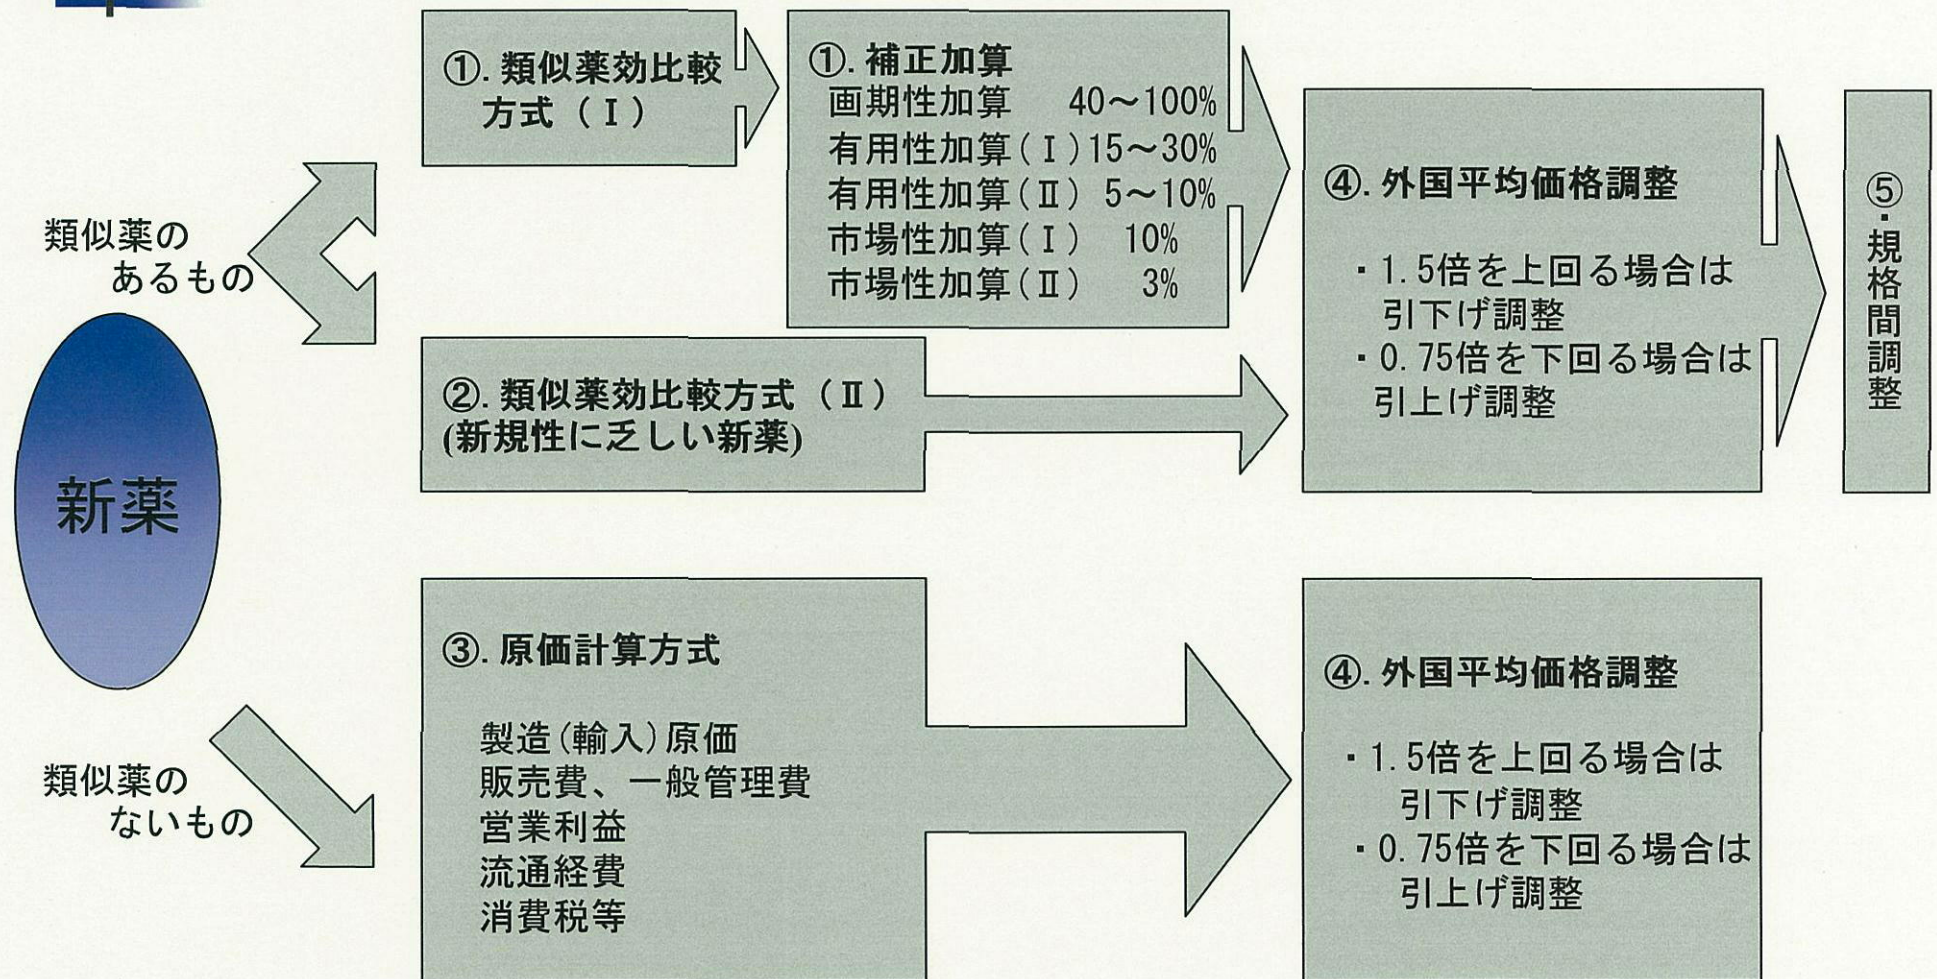 ①. 類似薬効比較
方式（Ⅰ）
①. 補正加算
画期性加算 40～100%
有用性加算(Ⅰ)15～30%
有用性加算(Ⅱ) 5～10%
市場性加算(Ⅰ) 10%
市場性加算(Ⅱ) 3%
④. 外国平均価格調整
・1.5倍を上回る場合は
引下げ調整
・0.75倍を下回る場合は
引上げ調整
⑤・規格間調整
類似薬の
あるもの
②. 類似薬効比較方式（Ⅱ）
(新規性に乏しい新薬)
新薬
類似薬の
ないもの
③. 原価計算方式
製造(輸入)原価
販売費、一般管理費
営業利益
流通経費
消費税等
④. 外国平均価格調整
・1.5倍を上回る場合は
引下げ調整
・0.75倍を下回る場合は
引上げ調整